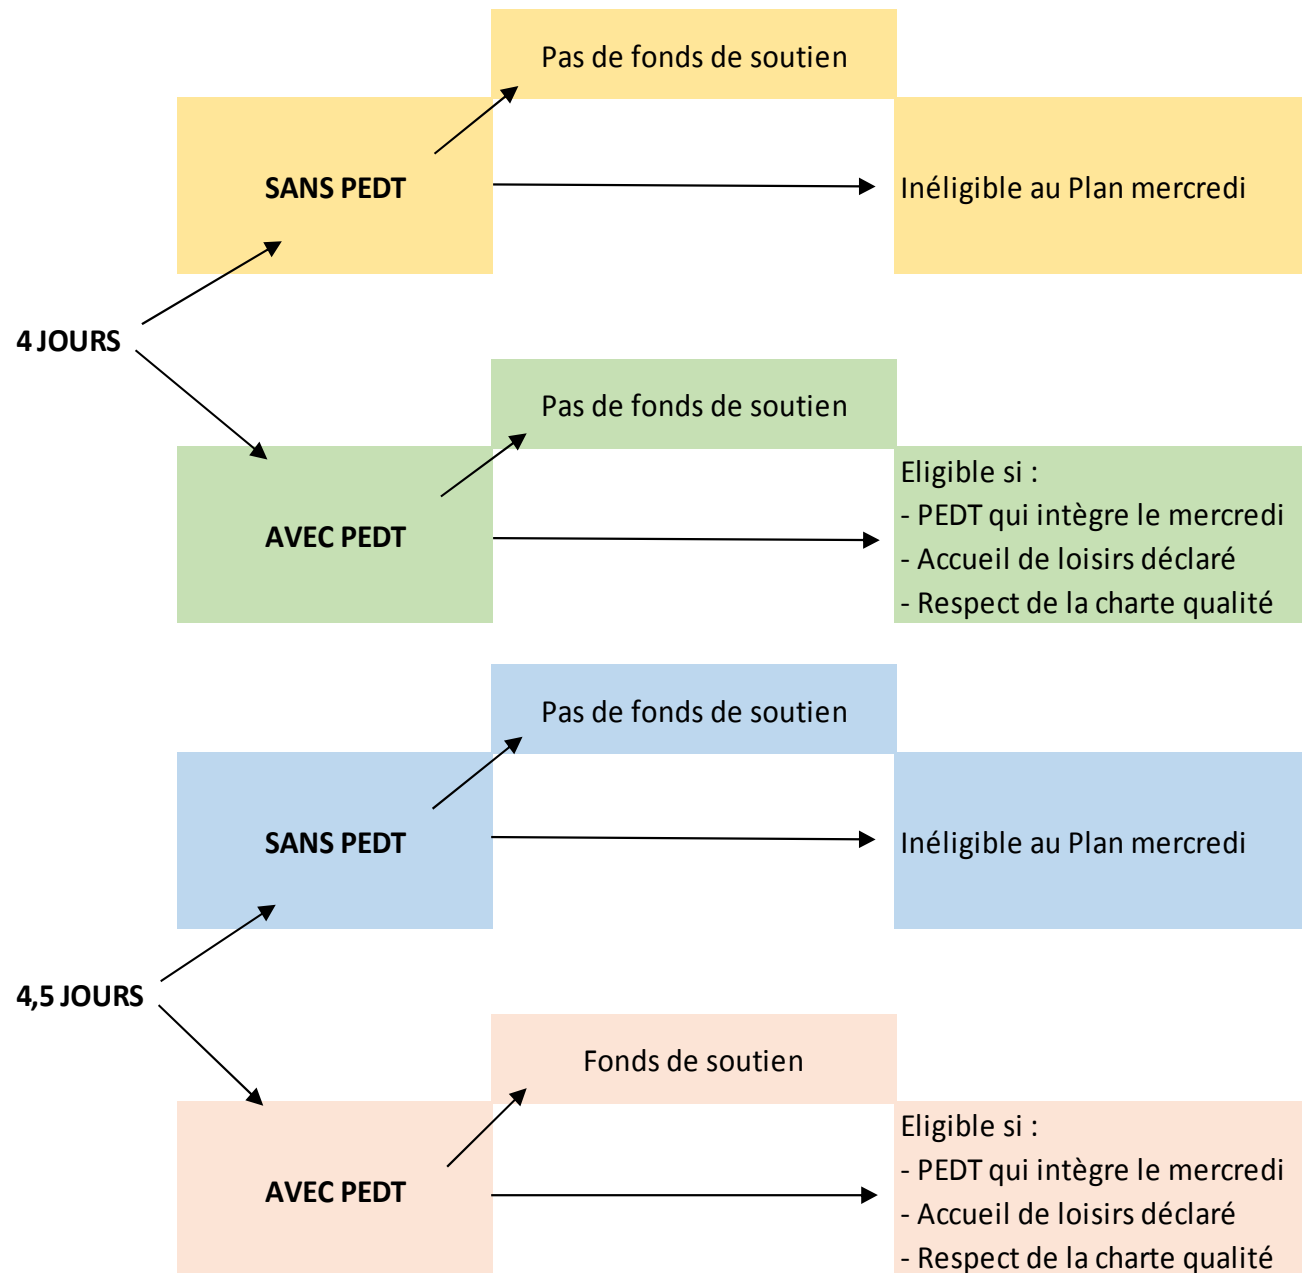 Pas de fonds de soutien
SANS PEDT
Inéligible au Plan mercredi
4 JOURS
Pas de fonds de soutien
AVEC PEDT
Eligible si :
- PEDT qui intègre le mercredi
- Accueil de loisirs déclaré
- Respect de la charte qualité
Pas de fonds de soutien
SANS PEDT
Inéligible au Plan mercredi
4,5 JOURS
Fonds de soutien
AVEC PEDT
Eligible si :
- PEDT qui intègre le mercredi
- Accueil de loisirs déclaré
- Respect de la charte qualité